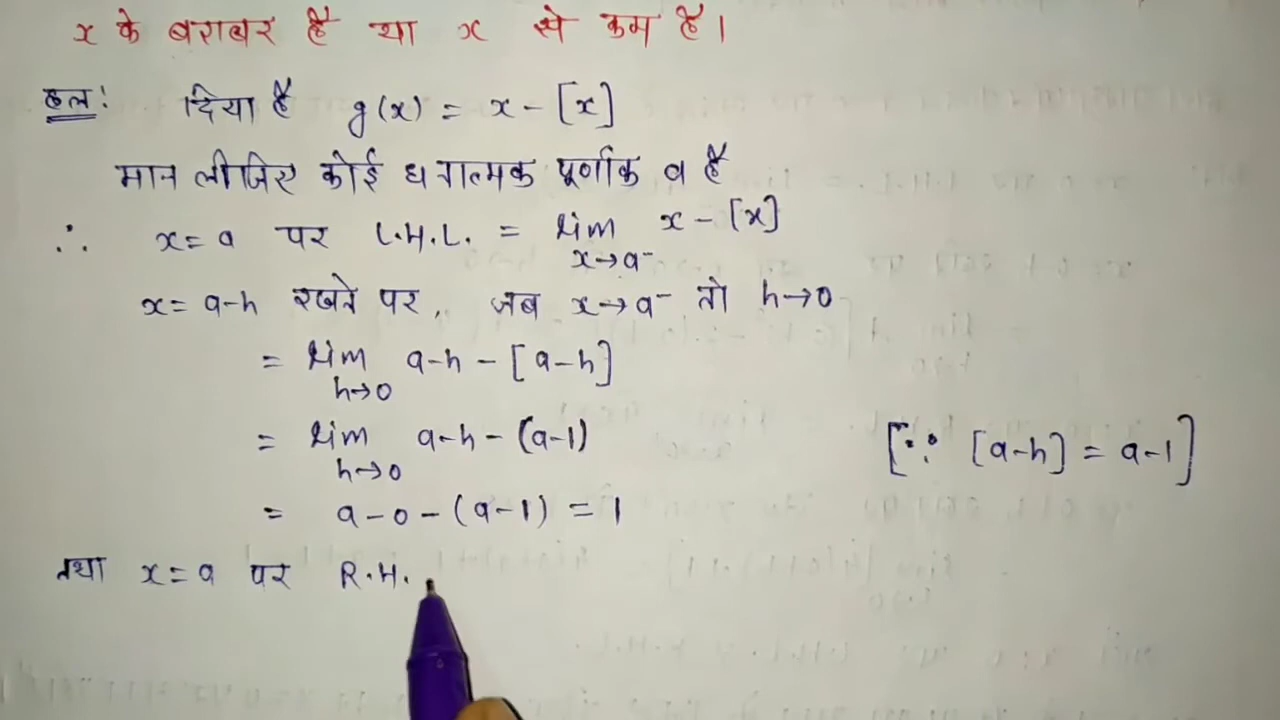 x के बराबर है या x से कम है।
हल: दिया है g(x) = x - [x]
मान लीजिए कोई धनात्मक पूर्णांक a है
∴ x = a पर L.H.L. = lim x→a⁻ x - [x]
x = a-h रखने पर, जब x→a⁻ तो h→0
= lim h→0 a-h - [a-h]
= lim h→0 a-h - (a-1) [∵ [a-h] = a-1]
= a-0-(a-1) = 1
तथा x = a पर R.H.